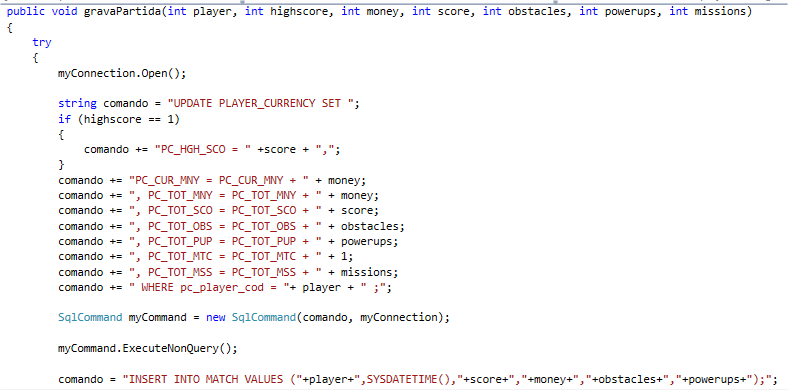 public void gravaPartida(int player, int highscore, int money, int score, int obstacles, int powerups, int missions)
{
try
{
myConnection.Open();
string comando = "UPDATE PLAYER_CURRENCY SET ";
if (highscore == 1)
{
comando += "PC_HGH_SCO = " +score + ",";
}
comando += "PC_CUR_MNY = PC_CUR_MNY + " + money;
comando += ", PC_TOT_MNY = PC_TOT_MNY + " + money;
comando += ", PC_TOT_SCO = PC_TOT_SCO + " + score;
comando += ", PC_TOT_OBS = PC_TOT_OBS + " + obstacles;
comando += ", PC_TOT_PUP = PC_TOT_PUP + " + powerups;
comando += ", PC_TOT_MTC = PC_TOT_MTC + " + 1;
comando += ", PC_TOT_MSS = PC_TOT_MSS + " + missions;
comando += " WHERE pc_player_cod = "+ player + " ;";
SqlCommand myCommand = new SqlCommand(comando, myConnection);
myCommand.ExecuteNonQuery();
comando = "INSERT INTO MATCH VALUES ("+player+",SYSDATETIME(),"+score+","+money+","+obstacles+","+powerups+");";